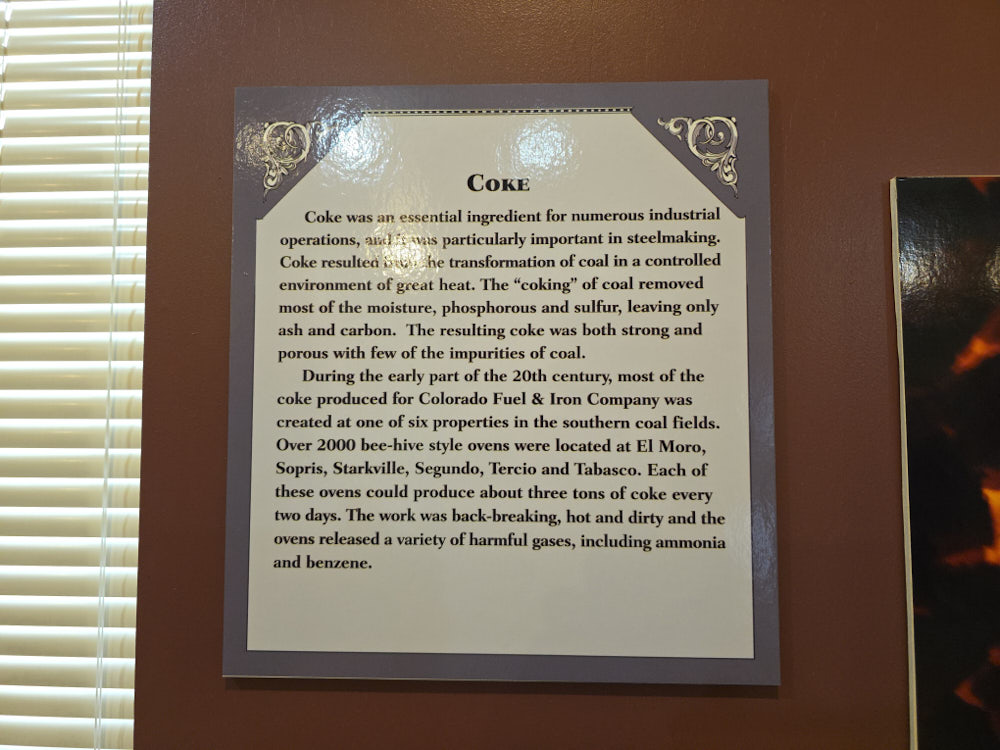 COKE
Coke was an essential ingredient for numerous industrial
operations, and it was particularly important in steelmaking.
Coke resulted from the transformation of coal in a controlled
environment of great heat. The “coking” of coal removed
most of the moisture, phosphorous and sulfur, leaving only
ash and carbon. The resulting coke was both strong and
porous with few of the impurities of coal.
During the early part of the 20th century, most of the
coke produced for Colorado Fuel & Iron Company was
created at one of six properties in the southern coal fields.
Over 2000 bee-hive style ovens were located at El Moro,
Sopris, Starkville, Segundo, Tercio and Tabasco. Each of
these ovens could produce about three tons of coke every
two days. The work was back-breaking, hot and dirty and the
ovens released a variety of harmful gases, including ammonia
and benzene.